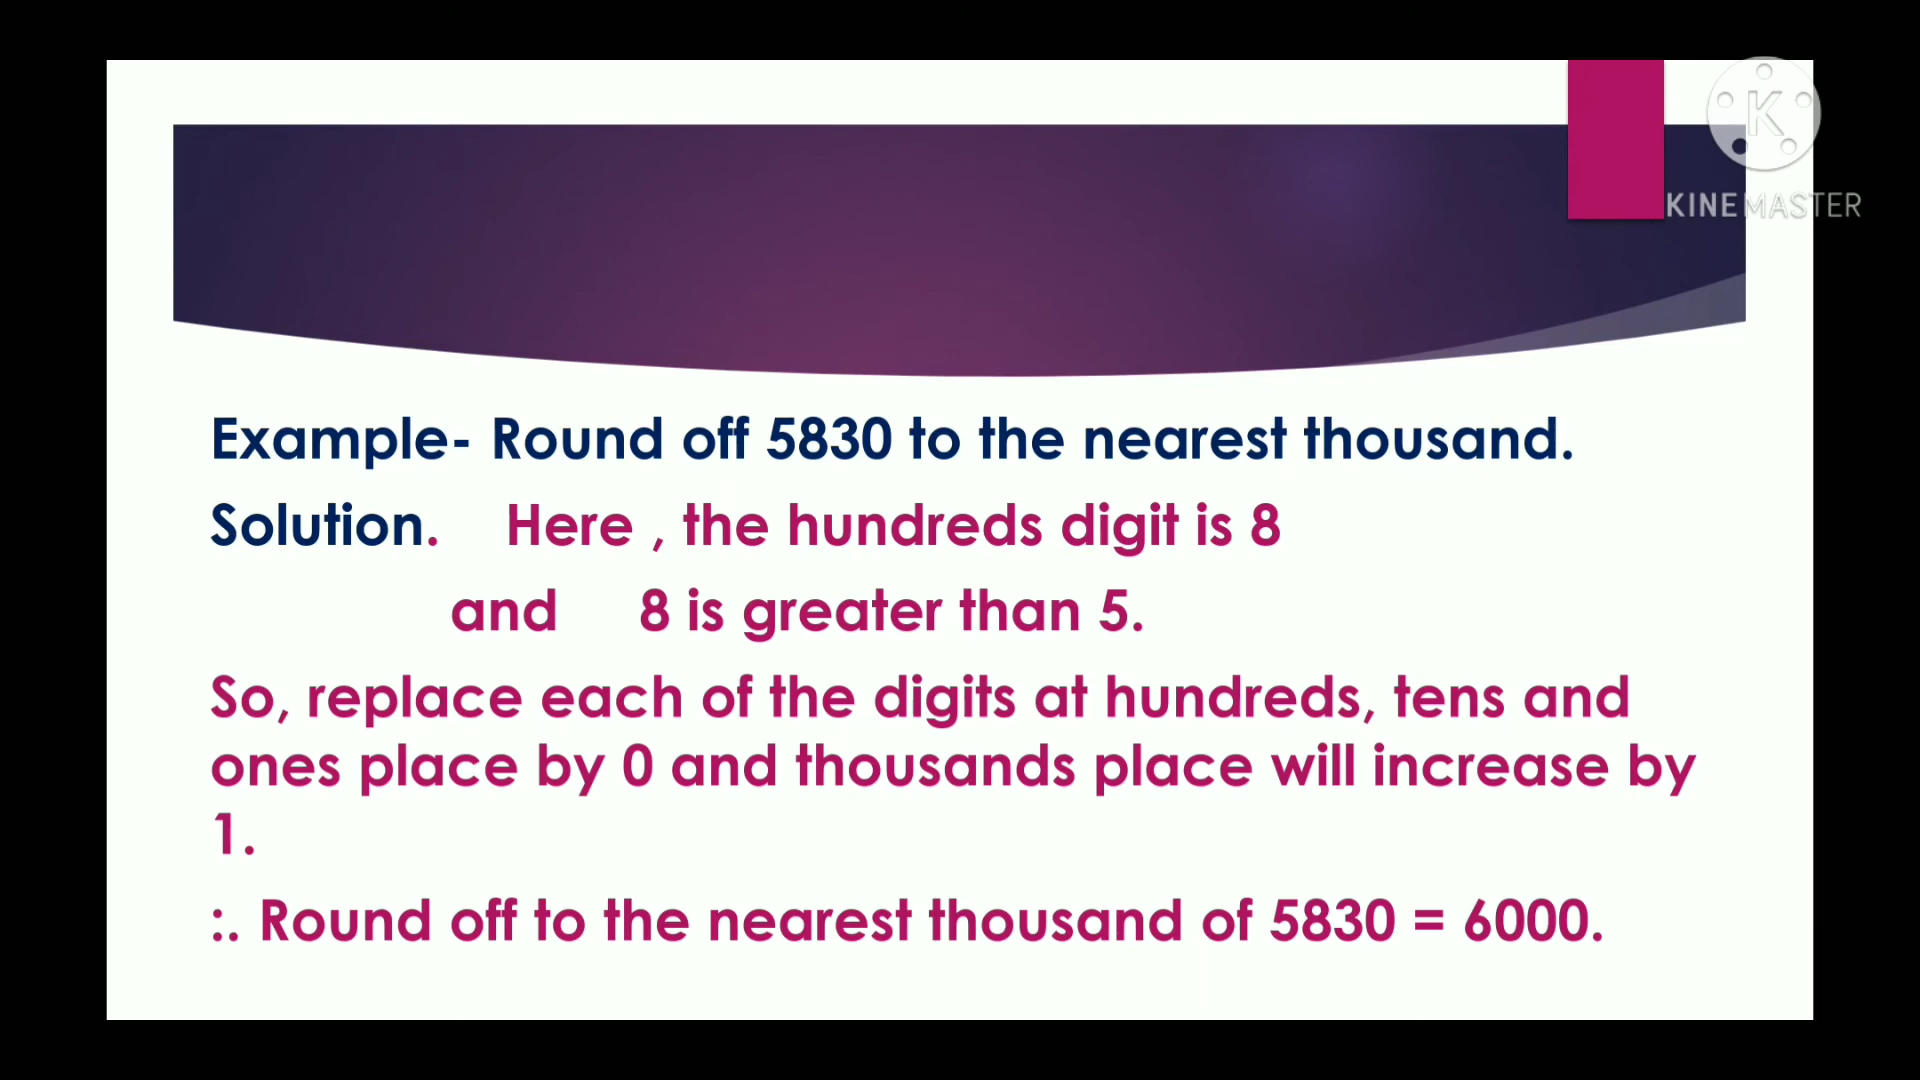 K
KINEMASTER
Example- Round off 5830 to the nearest thousand.
Solution. Here , the hundreds digit is 8
and 8 is greater than 5.
So, replace each of the digits at hundreds, tens and
ones place by 0 and thousands place will increase by
1.
:. Round off to the nearest thousand of 5830 = 6000.